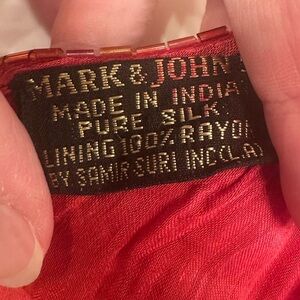 MARK & JOHN
MADE IN INDIA
PURE SILK
LINING 100% RAYON
BY. SAMIR SURI INC(L.A)